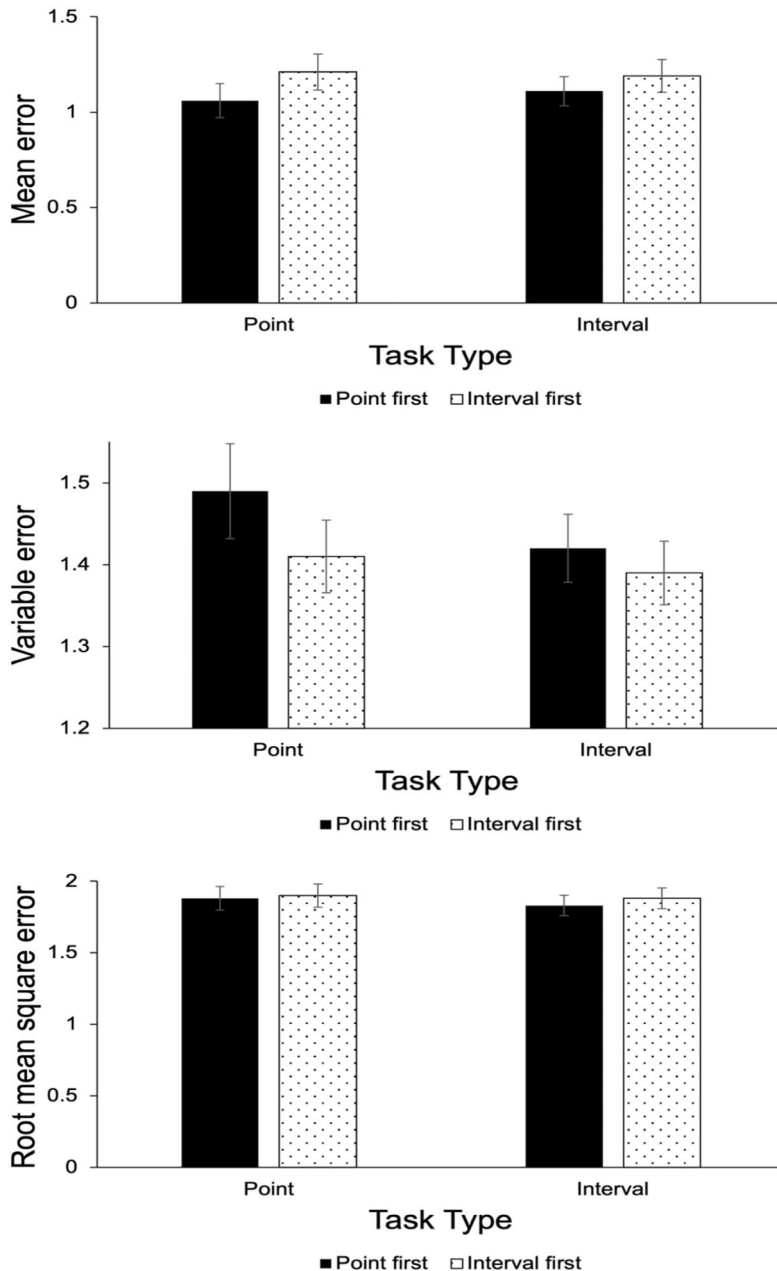 Mean error
1.5
1
0.5
0
Point Interval
Task Type
Point first Interval first
Variable error
1.5
1.4
1.3
1.2
Point Interval
Task Type
Point first Interval first
Root mean square error
2
1.5
1
0.5
0
Point Interval
Task Type
Point first Interval first